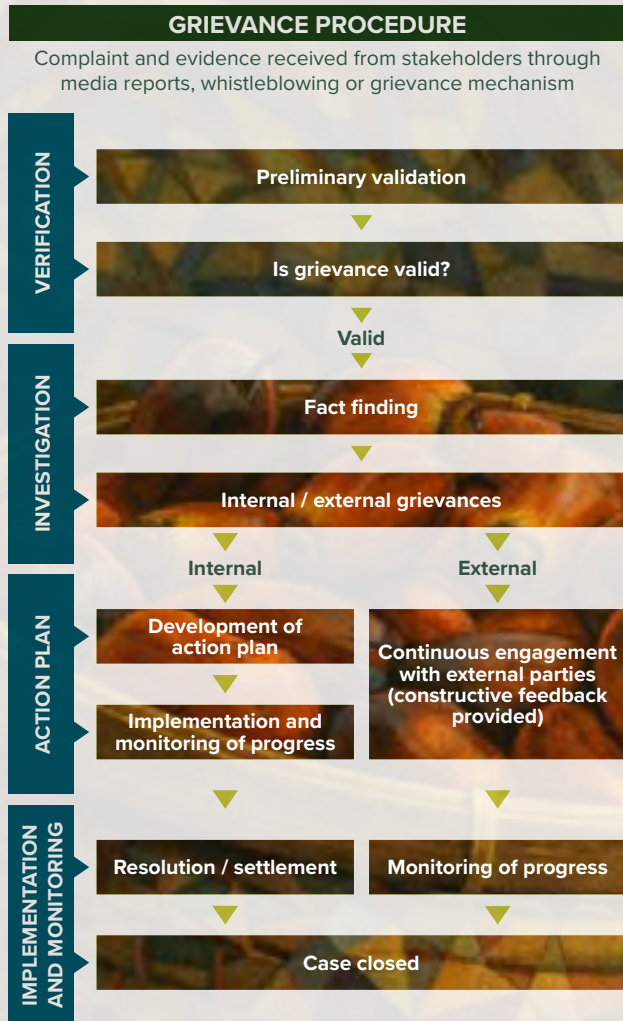 GRIEVANCE PROCEDURE
Complaint and evidence received from stakeholders through
media reports, whistleblowing or grievance mechanism
VERIFICATION
Preliminary validation
Is grievance valid?
Valid
INVESTIGATION
Fact finding
Internal / external grievances
Internal
External
ACTION PLAN
Development of
action plan
Implementation and
monitoring of progress
Continuous engagement
with external parties
(constructive feedback
provided)
IMPLEMENTATION
AND MONITORING
Resolution / settlement
Monitoring of progress
Case closed